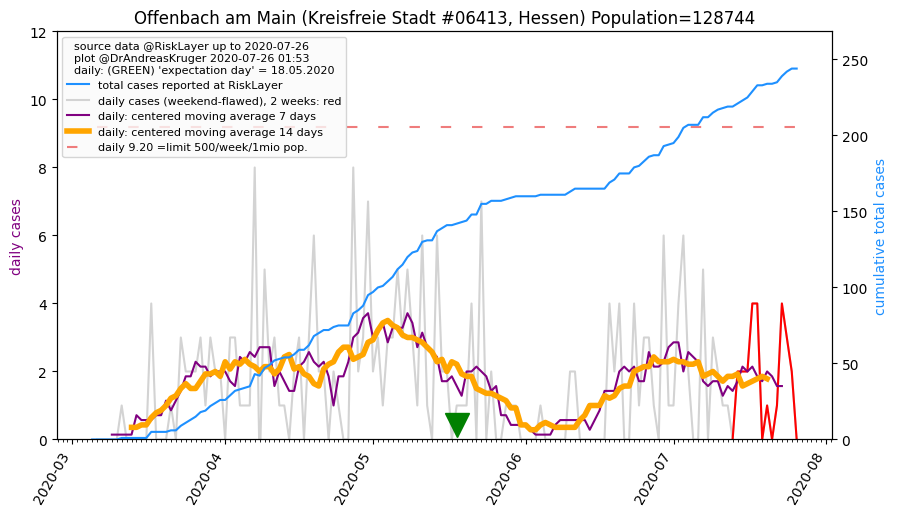 Offenbach am Main (Kreisfreie Stadt #06413, Hessen) Population=128744
source data @RiskLayer up to 2020-07-26
plot @DrAndreasKruger 2020-07-26 01:53
daily: (GREEN) 'expectation day' = 18.05.2020
total cases reported at RiskLayer
daily cases (weekend-flawed), 2 weeks: red
daily: centered moving average 7 days
daily: centered moving average 14 days
daily 9.20 =limit 500/week/1mio pop.
daily cases
12
10
8
6
4
2
0
cumulative total cases
250
200
150
100
50
0
2020-03
2020-04
2020-05
2020-06
2020-07
2020-08